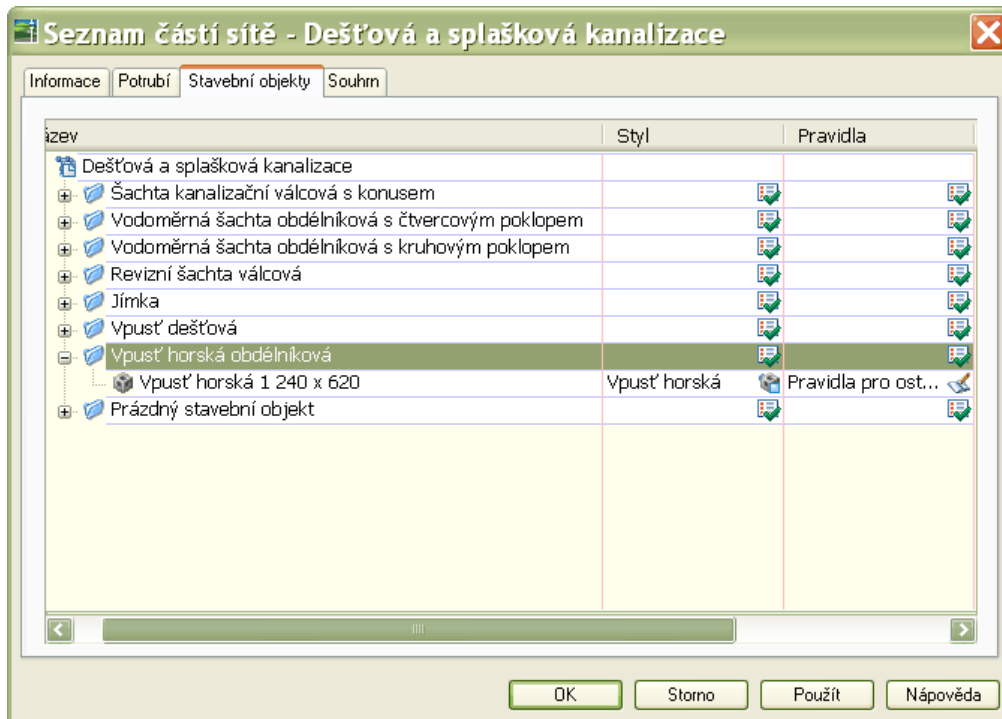 Seznam částí sítě - Dešťová a splašková kanalizace
Informace Potrubí Stavební objekty Souhrn
ázev Styl Pravidla
Dešťová a splašková kanalizace
Šachta kanalizační válcová s konusem
Vodoměrná šachta obdélníková s čtvercovým poklopem
Vodoměrná šachta obdélníková s kruhovým poklopem
Revizní šachta válcová
Jímka
Vpusť dešťová
Vpusť horská obdélníková
Vpusť horská 1 240 x 620 Vpusť horská Pravidla pro ost...
Prázdný stavební objekt
OK Storno Použít Nápověda